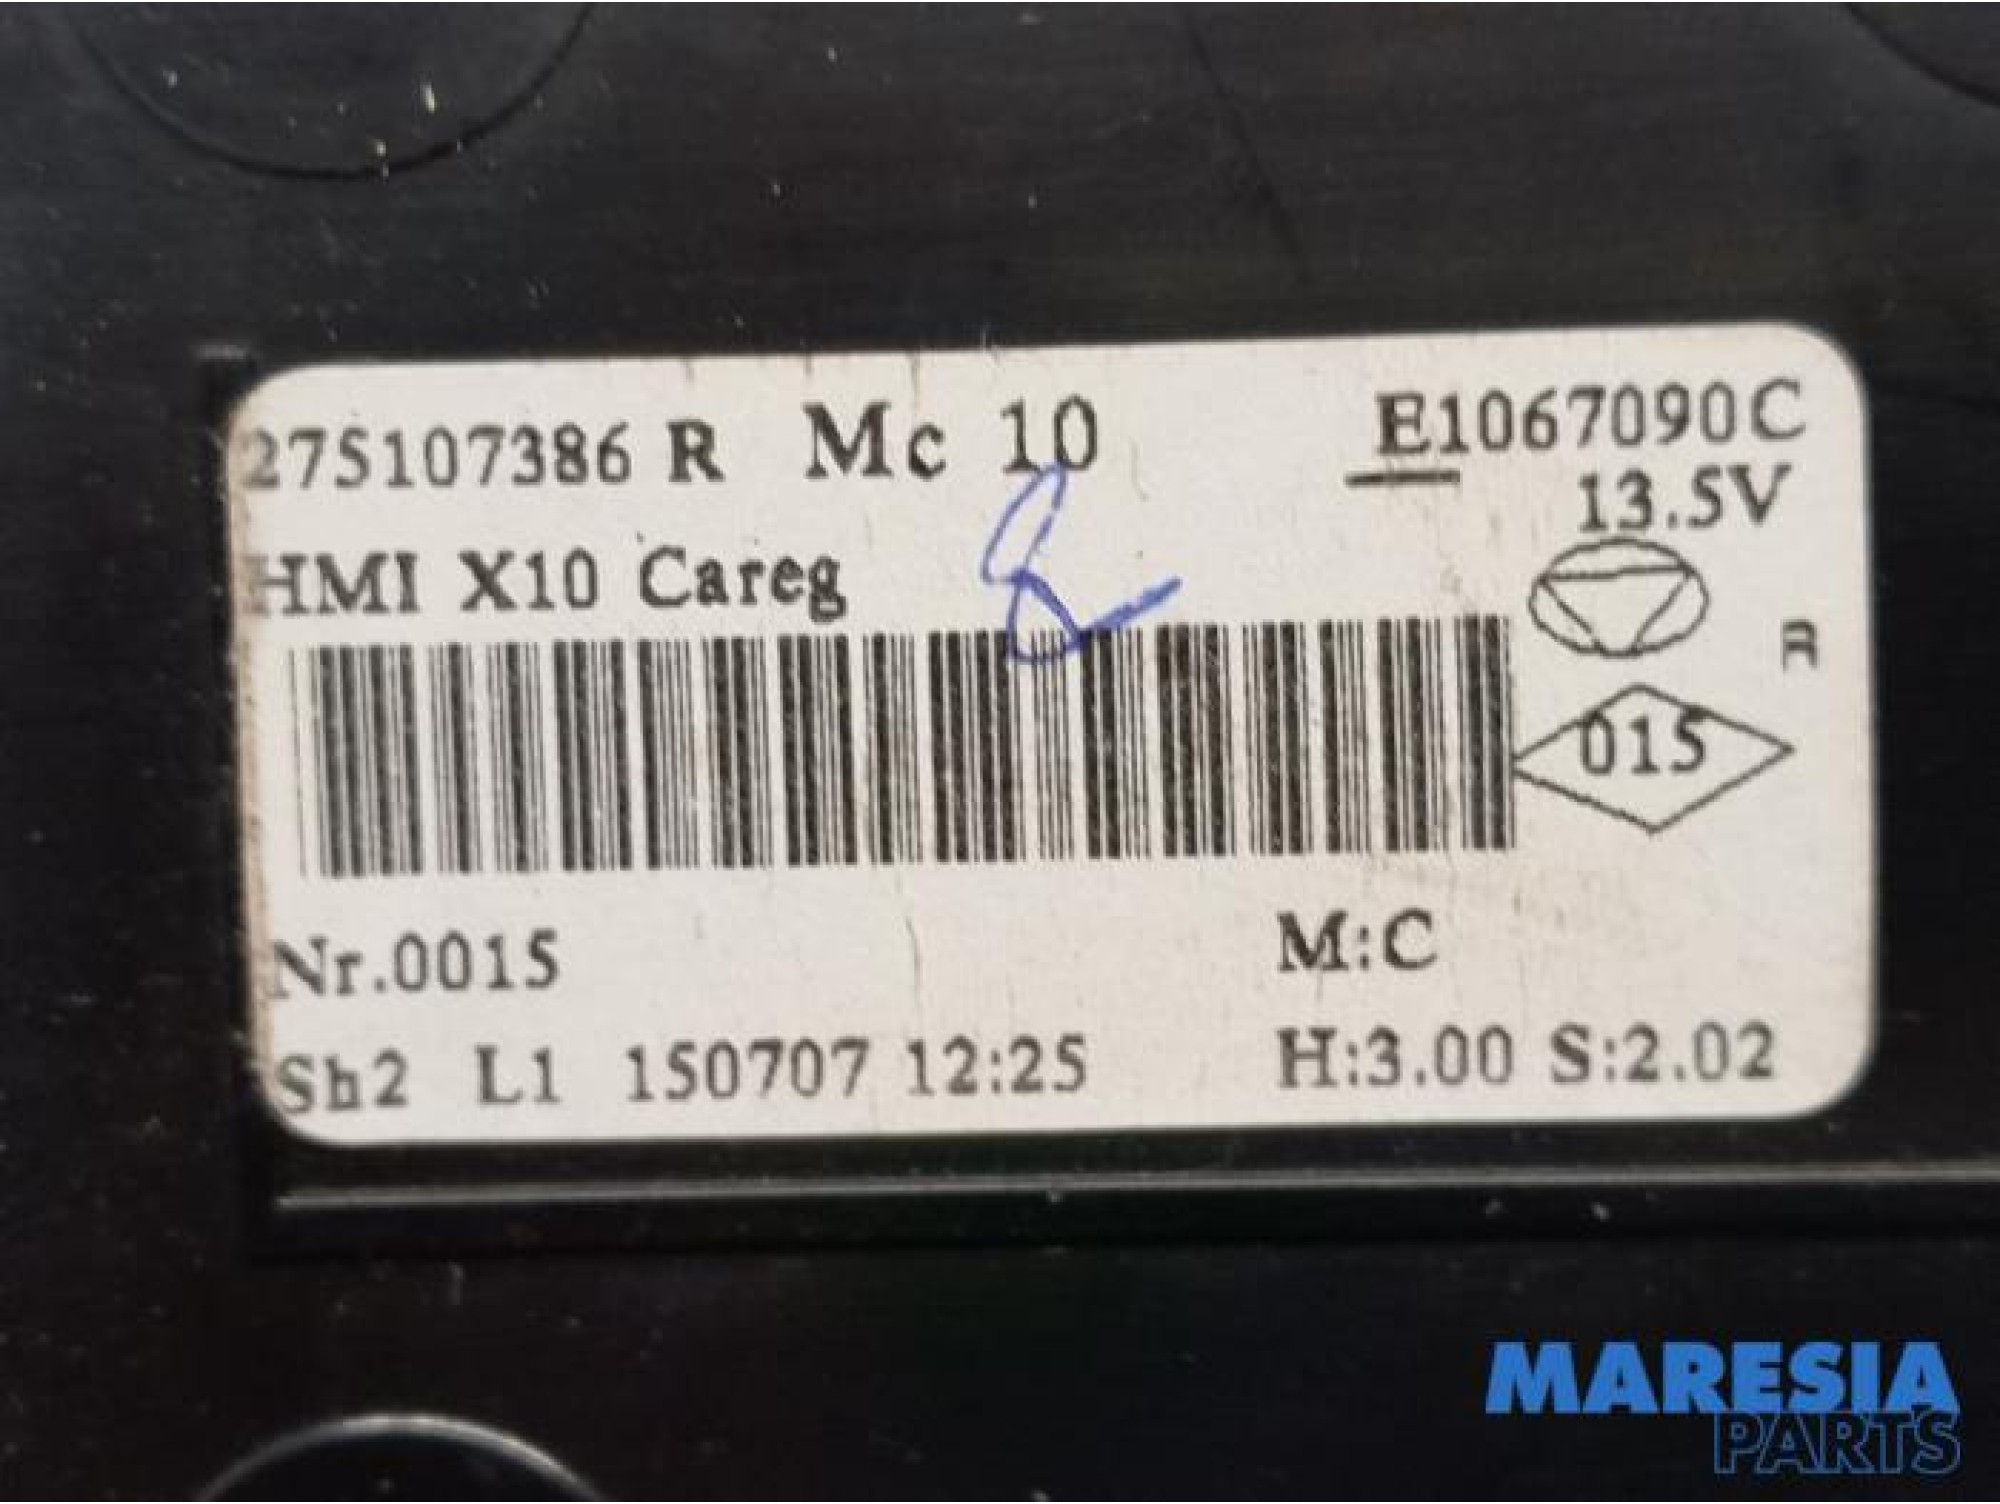 275107386 R Mc 10 E1067090C
13.5V
HMI X10 Careg
R
015
Nr.0015 M:C
Sb2 L1 150707 12:25 H:3.00 S:2.02
MARESIA
PARTS